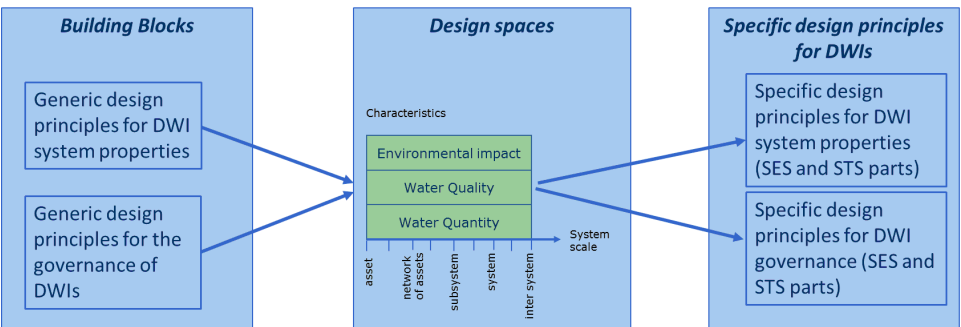 Building Blocks
Generic design
principles for DWI
system properties
Generic design
principles for the
governance of
DWIs
Design spaces
Characteristics
Environmental impact
Water Quality
Water Quantity
System
scale
asset
network
of assets
subsystem
system
inter system
Specific design principles
for DWIs
Specific design
principles for DWI
system properties
(SES and STS parts)
Specific design
principles for DWI
governance (SES and
STS parts)